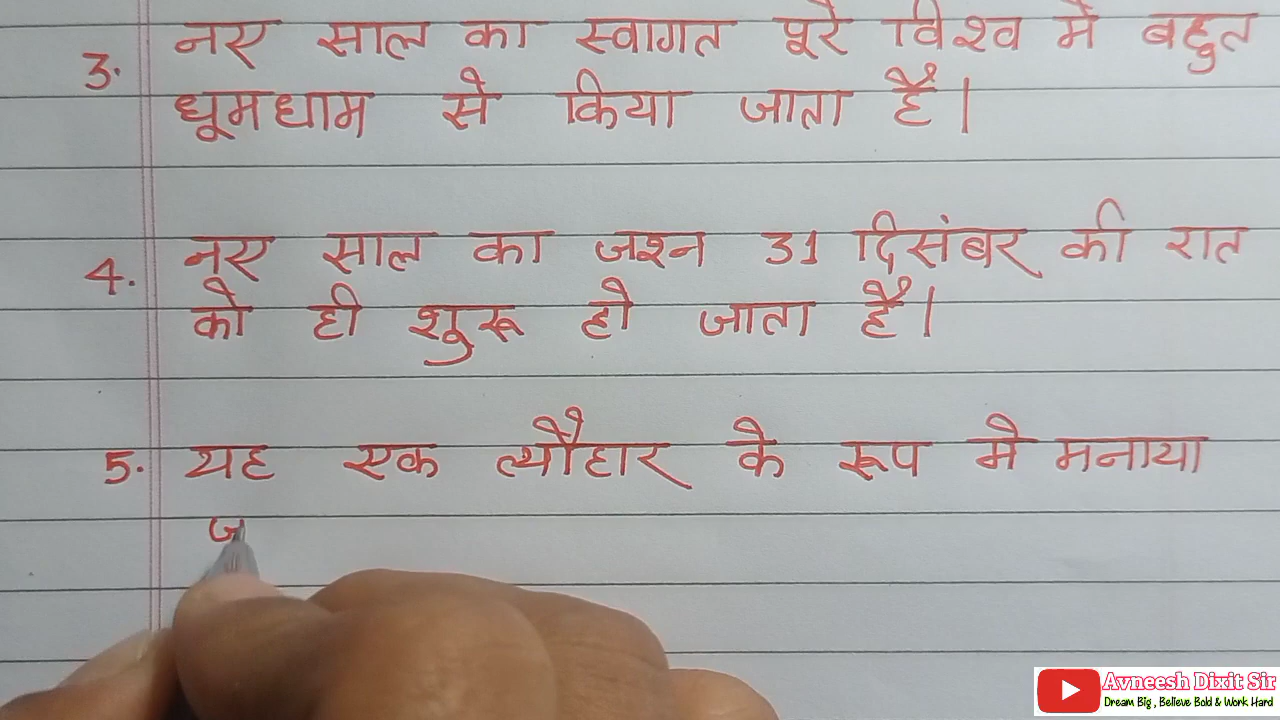 3. नए साल का स्वागत पूरे विश्व में बहुत
धूमधाम से किया जाता है।
4. नए साल का जश्न 31 दिसंबर की रात
को ही शुरू हो जाता है।
5. यह एक त्यौहार के रूप मे मनाया
Avneesh Dixit Sir
Dream Big , Believe Bold & Work Hard